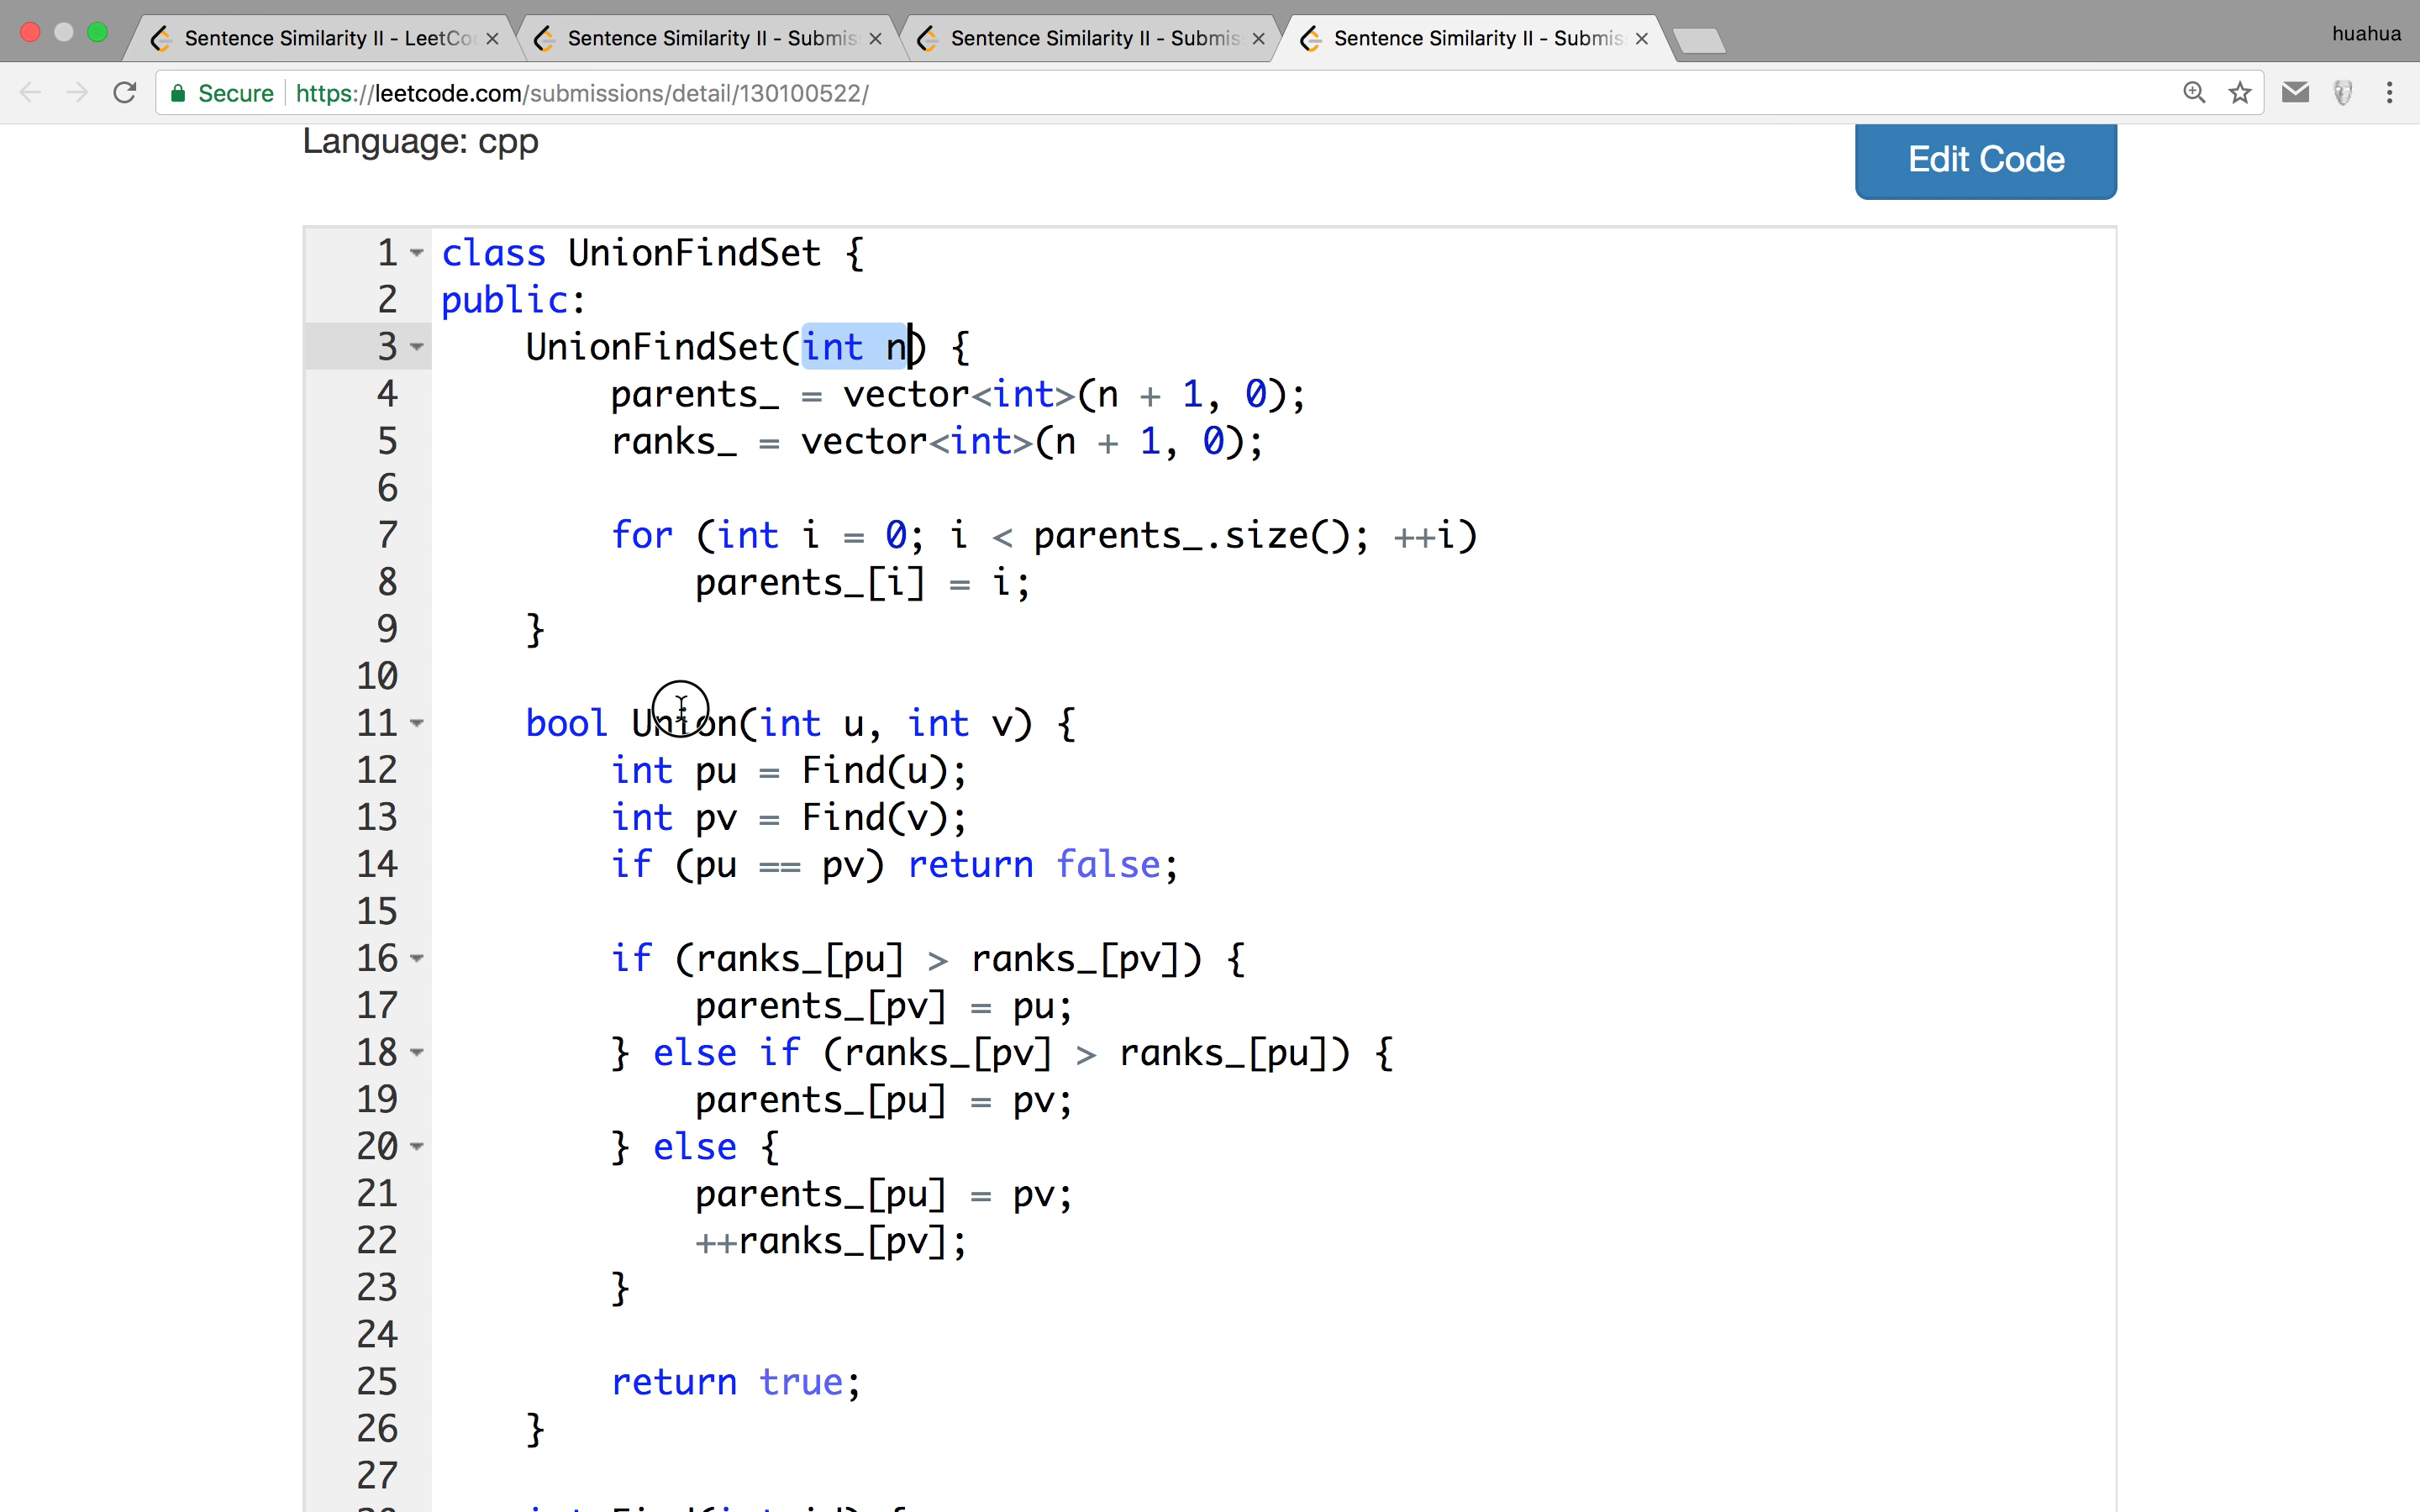 Sentence Similarity II - LeetCo
Sentence Similarity II - Submis
Sentence Similarity II - Submis
Sentence Similarity II - Submis
huahua
Secure https://leetcode.com/submissions/detail/130100522/
Language: cpp
Edit Code
1 class UnionFindSet {
2 public:
3 UnionFindSet(int n) {
4 parents_ = vector<int>(n + 1, 0);
5 ranks_ = vector<int>(n + 1, 0);
6
7 for (int i = 0; i < parents_.size(); ++i)
8 parents_[i] = i;
9 }
10
11 bool Union(int u, int v) {
12 int pu = Find(u);
13 int pv = Find(v);
14 if (pu == pv) return false;
15
16 if (ranks_[pu] > ranks_[pv]) {
17 parents_[pv] = pu;
18 } else if (ranks_[pv] > ranks_[pu]) {
19 parents_[pu] = pv;
20 } else {
21 parents_[pu] = pv;
22 ++ranks_[pv];
23 }
24
25 return true;
26 }
27